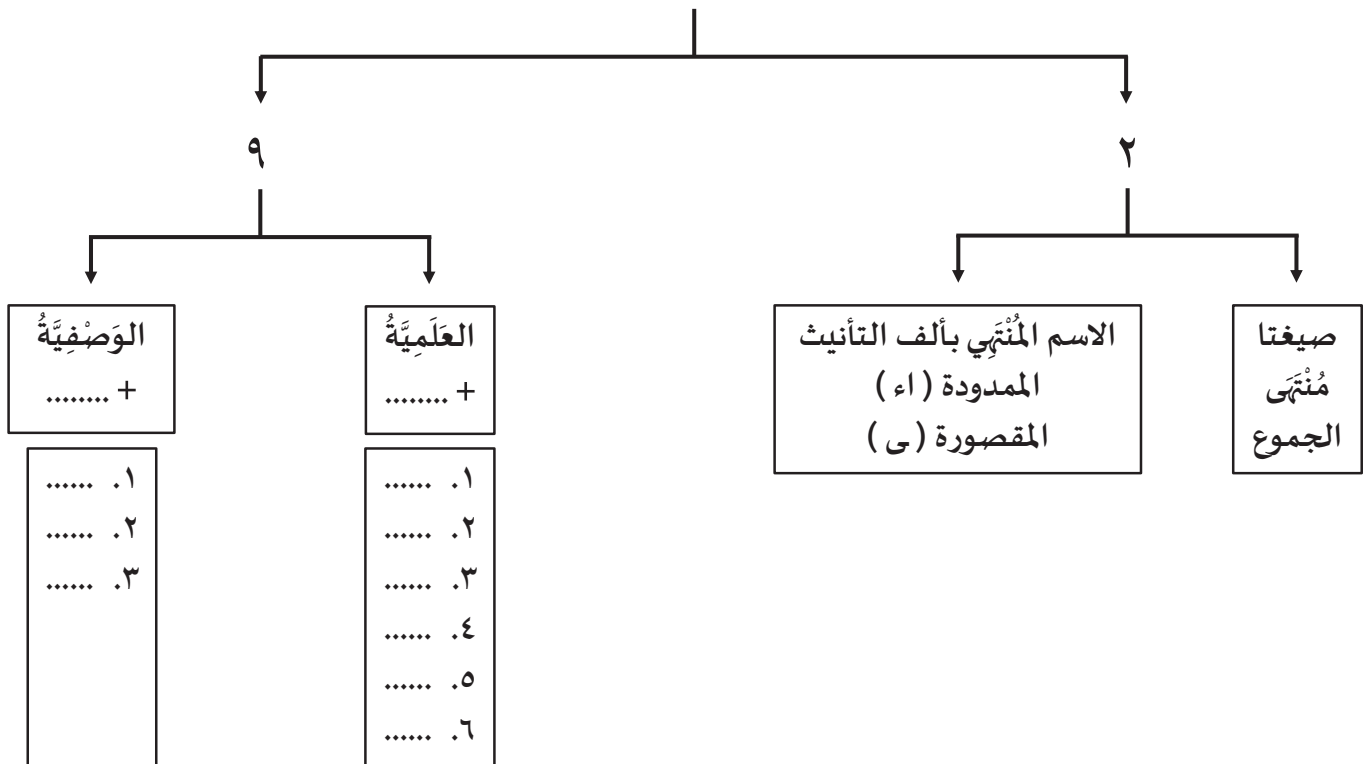 ٢
٩
صيغتا
مُنْتَهَى
الجموع
الاسم المُنْتَهِي بألف التأنيث
الممدودة ( اء )
المقصورة ( ى )
العَلَمِيَّةُ
+ ........
١. ......
٢. ......
٣. ......
٤. ......
٥. ......
٦. ......
الوَصْفِيَّةُ
+ ........
١. ......
٢. ......
٣. ......